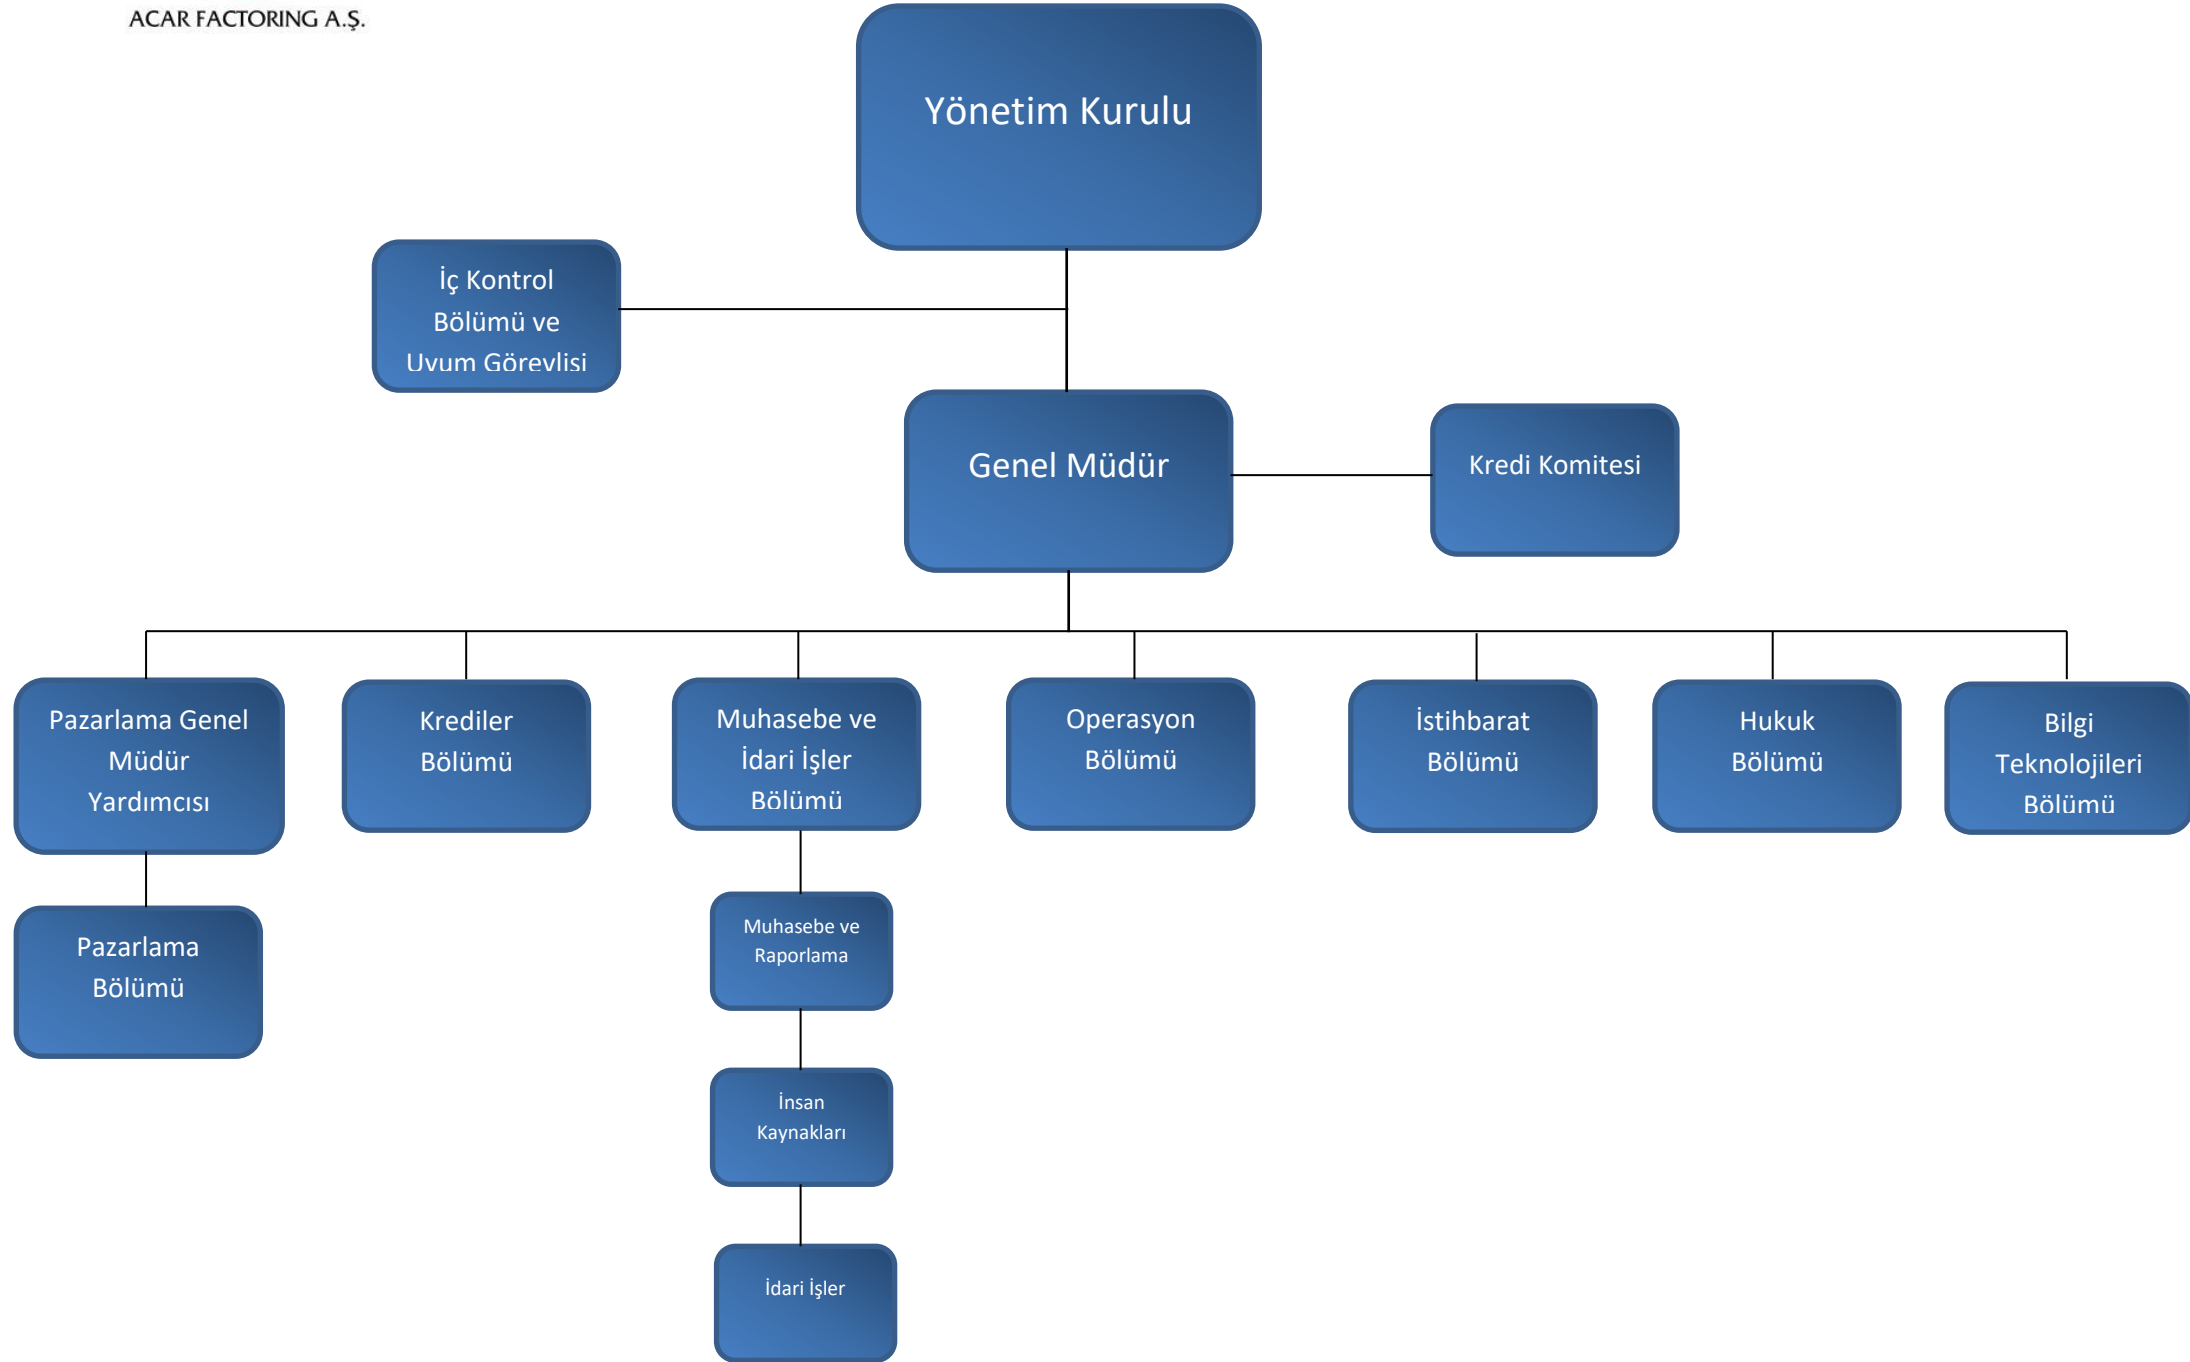 ACAR FACTORING A.Ş.
Yönetim Kurulu
İç Kontrol
Bölümü ve
Uyum Görevlisi
Genel Müdür
Kredi Komitesi
Pazarlama Genel
Müdür
Yardımcısı
Krediler
Bölümü
Muhasebe ve
İdari İşler
Bölümü
Operasyon
Bölümü
İstihbarat
Bölümü
Hukuk
Bölümü
Bilgi
Teknolojileri
Bölümü
Pazarlama
Bölümü
Muhasebe ve
Raporlama
İnsan
Kaynakları
İdari İşler